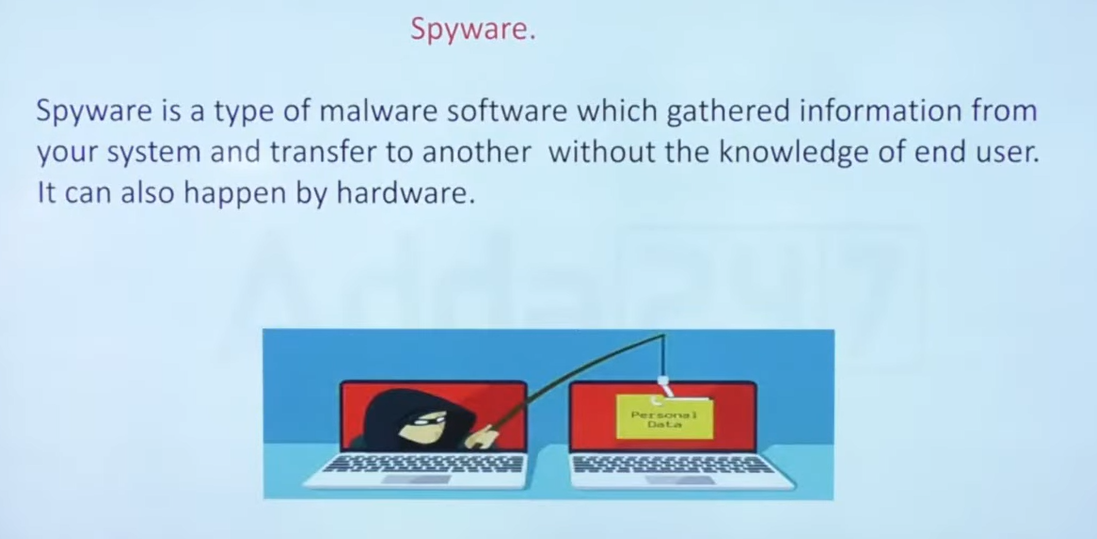 Spyware.
Spyware is a type of malware software which gathered information from
your system and transfer to another  without the knowledge of end user.
It can also happen by hardware.
Adda247
Personal
Data